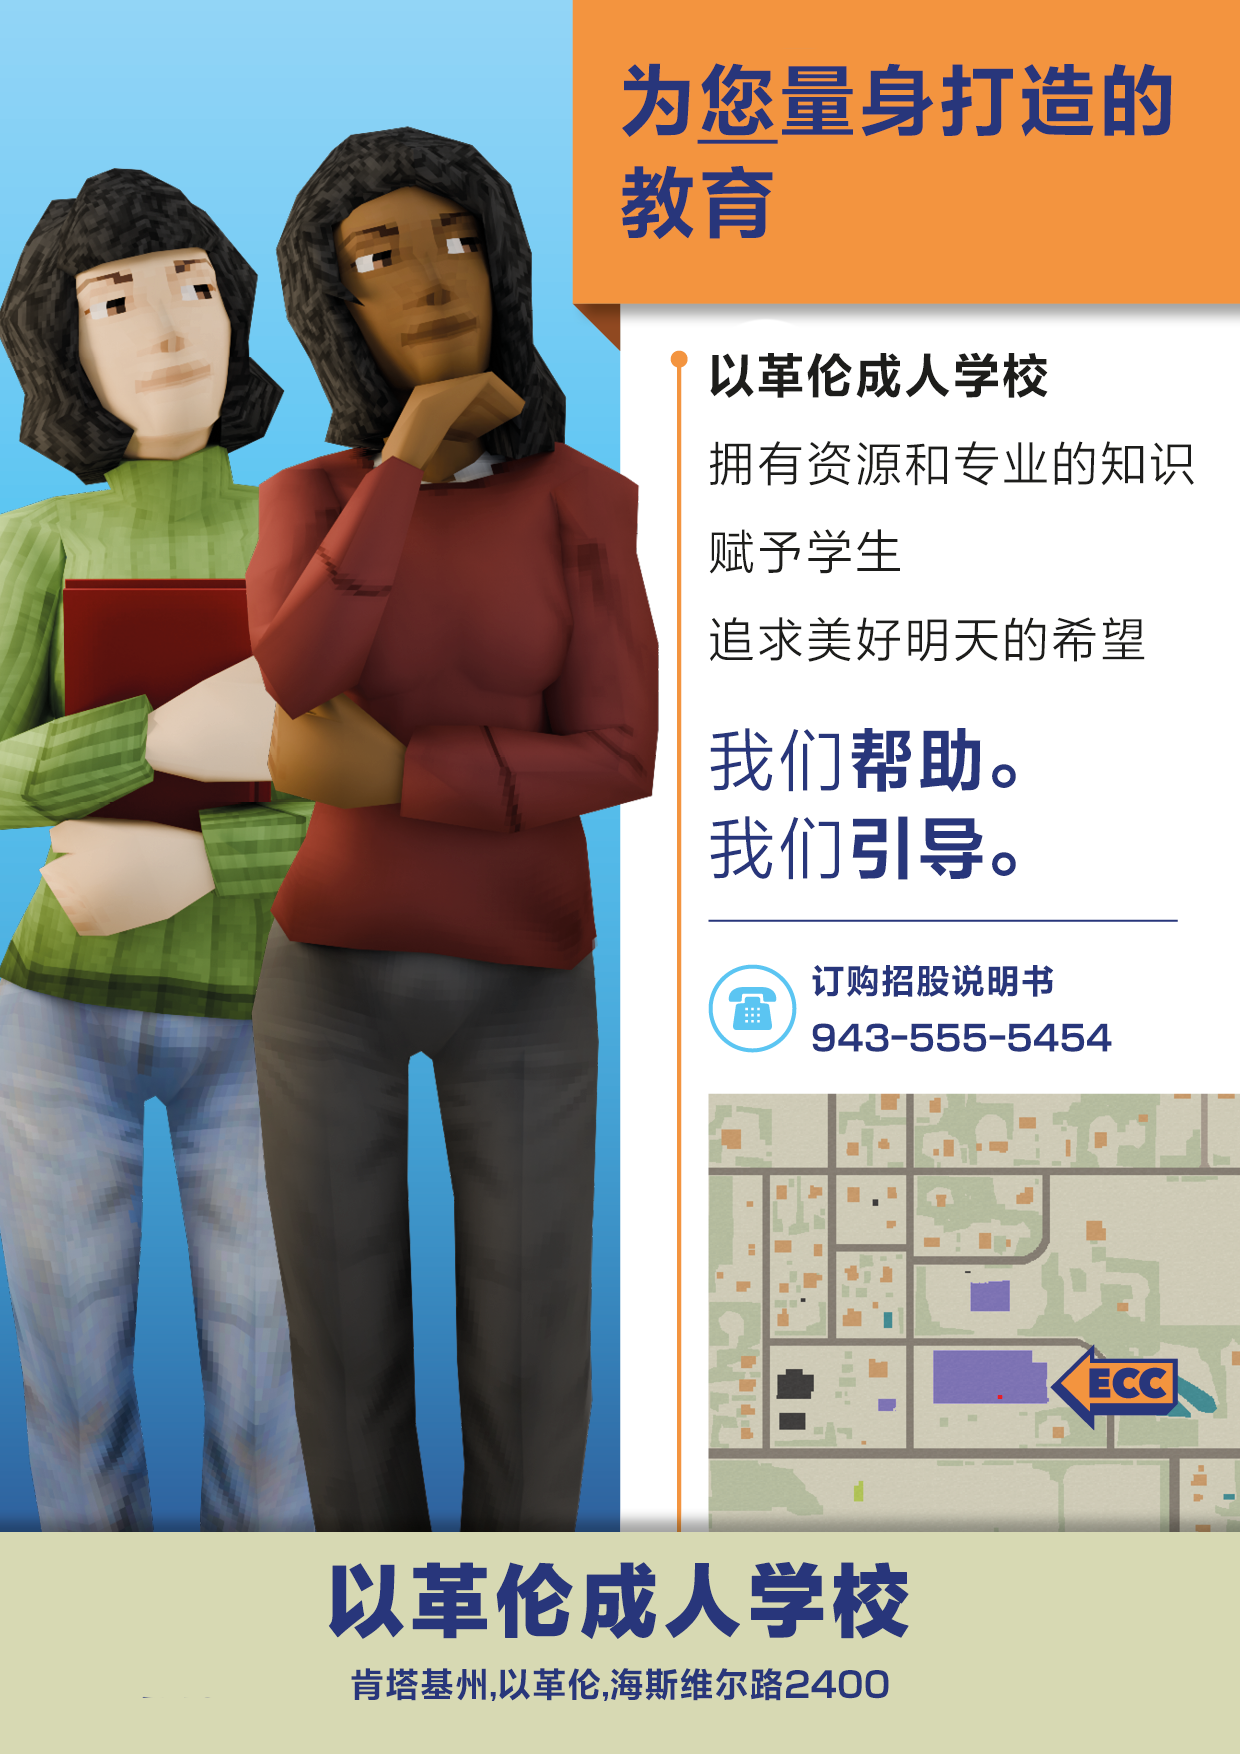 为您量身打造的
教育
以革伦成人学校
拥有资源和专业的知识
赋予学生
追求美好明天的希望
我们帮助。
我们引导。
订购招股说明书
943-555-5454
ECC
以革伦成人学校
肯塔基州,以革伦,海斯维尔路2400